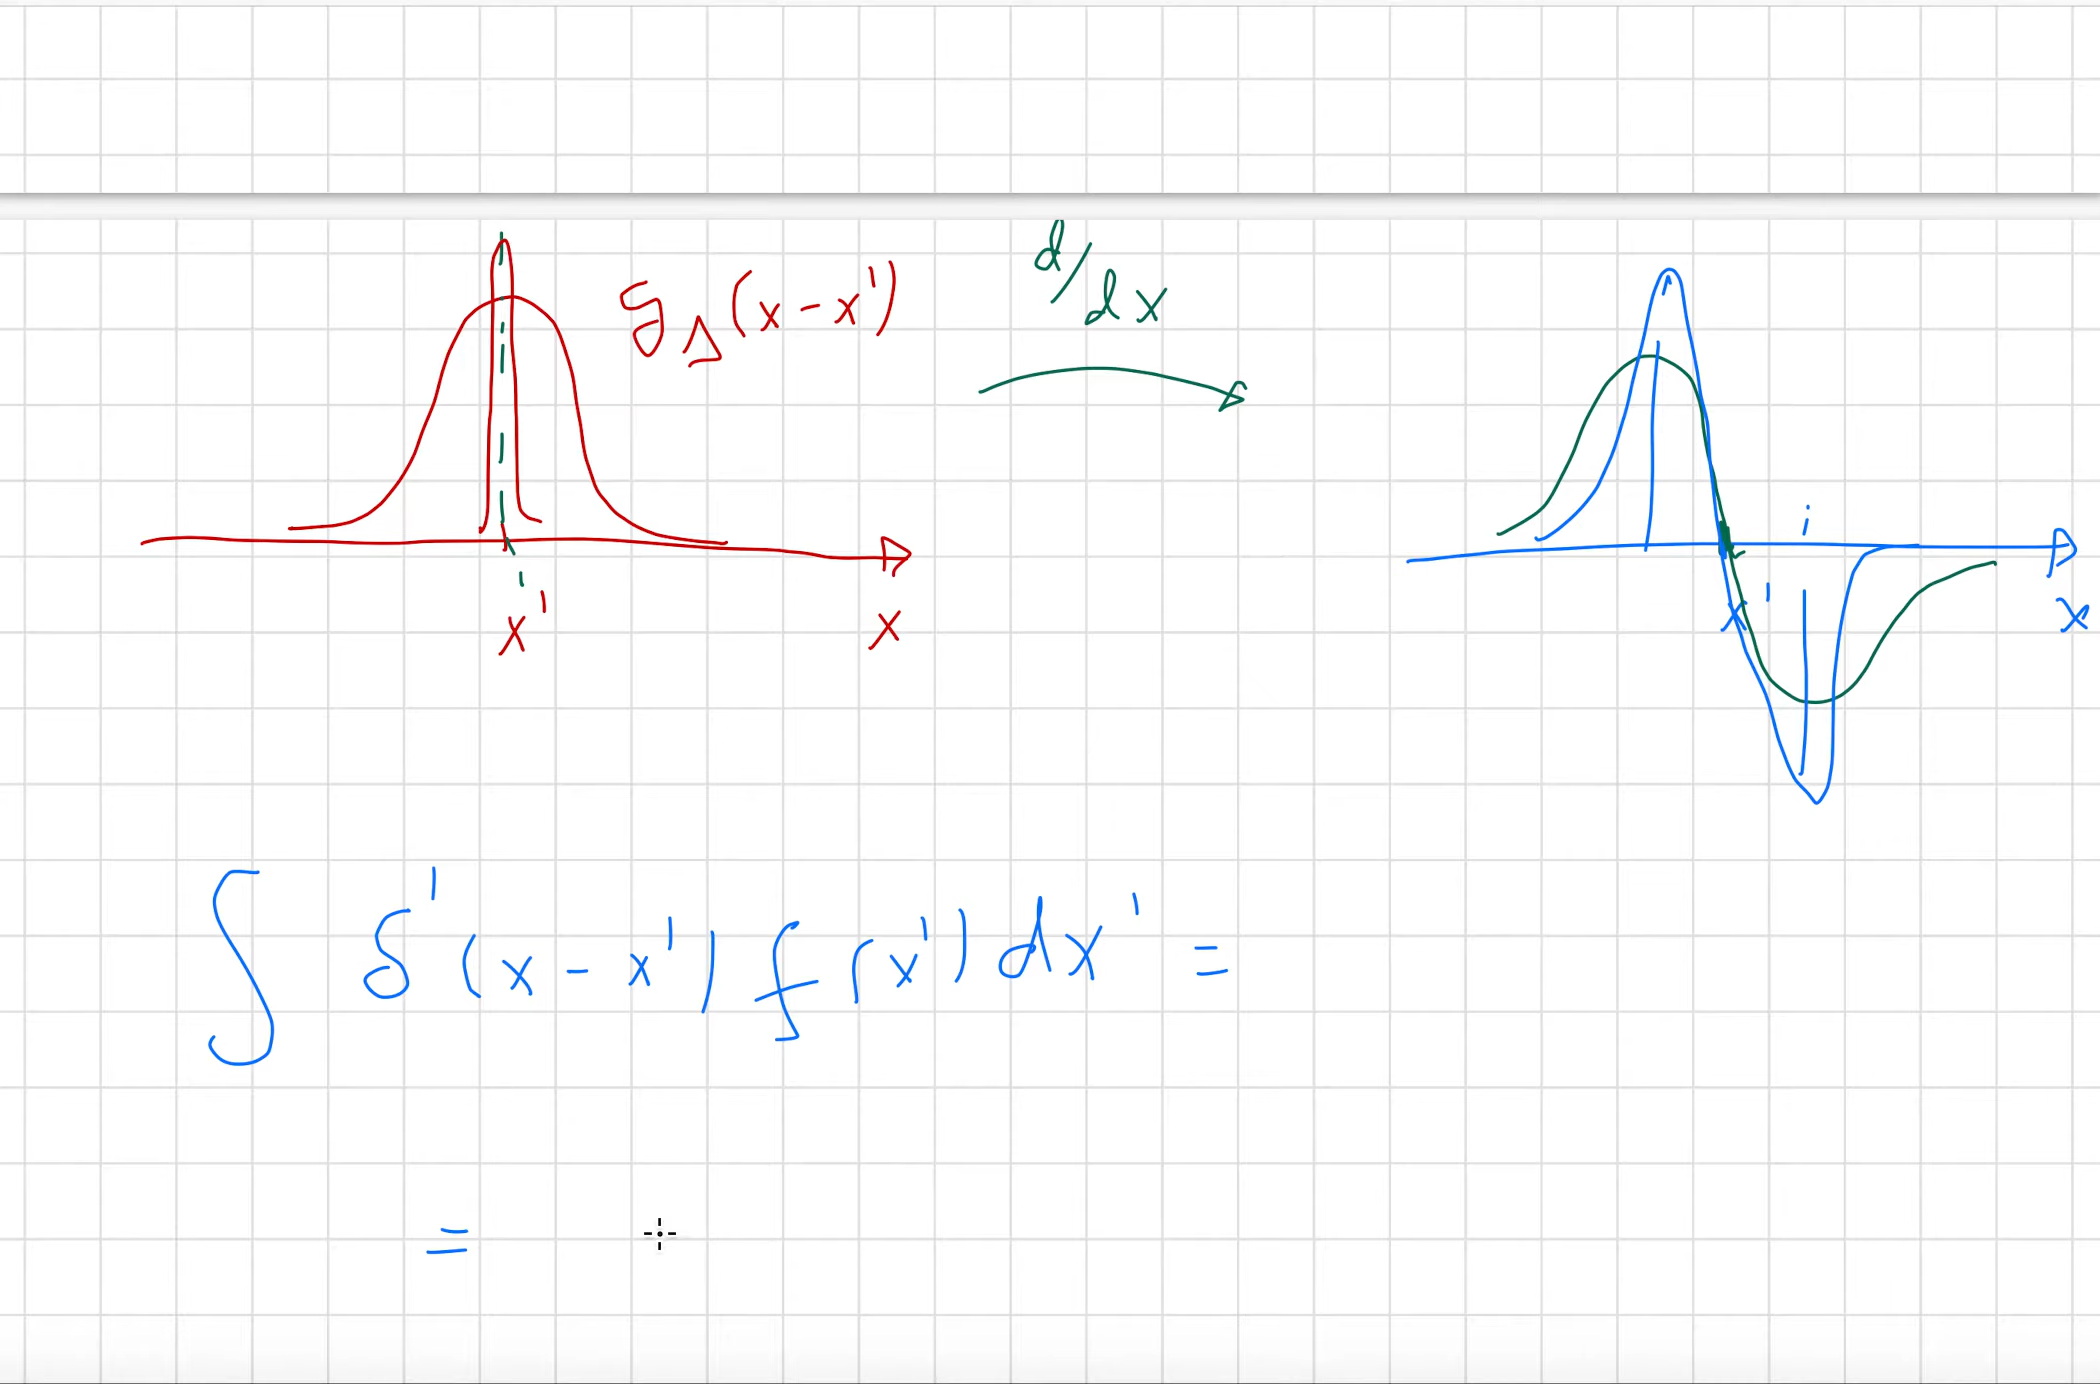 δ_Δ(x-x')
d/dx
x'
x
x'
x
∫ δ'(x-x') f(x') dx' =
=